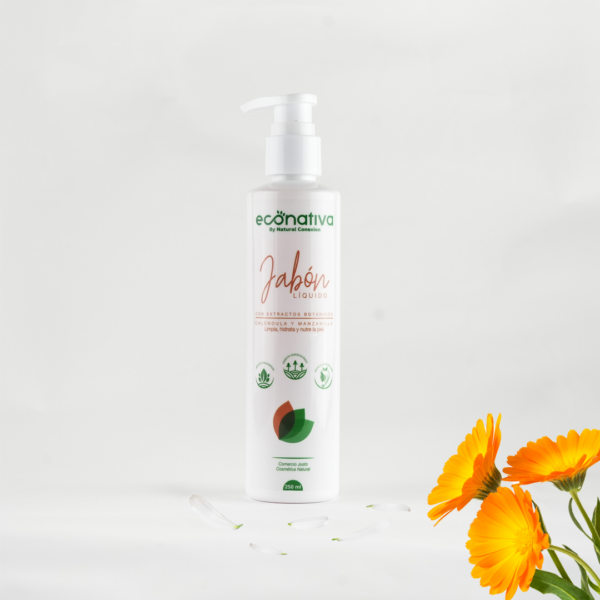 econativa
By Natural Conexion
Jabón
LÍQUIDO
CON EXTRACTOS BOTÁNICOS
CALÉNDULA Y MANZANILLA
Limpia, hidrata y nutre la piel
Comercio Justo
Cosmética Natural
250 ml